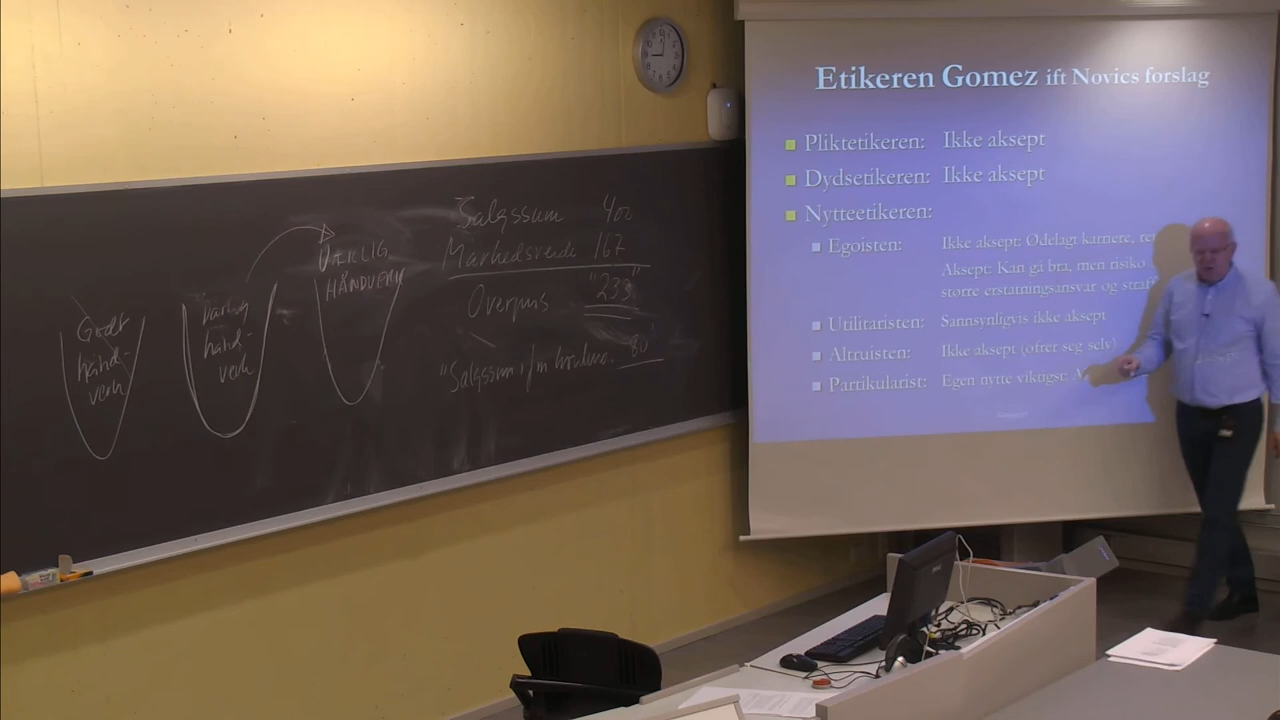 Godt
hånd-
verk
Dårlig
hånd-
verk
DÅRLIG
HÅNDVERK
Salgssum 400
Markedsverdi 167
Overpris "233"
"Salgssum 80
Etikeren Gomez ift Novics forslag
Pliktetikeren: Ikke aksept
Dydsetikeren: Ikke aksept
Nytteetikeren:
Egoisten: Ikke aksept: Ødelagt karriere,
Aksept: Kan gå bra, men risiko
større erstatningsansvar og straff
Utilitaristen: Sannsynligvis ikke aksept
Altruisten: Ikke aksept (ofrer seg selv)
Partikularist: Egen nytte viktigst: